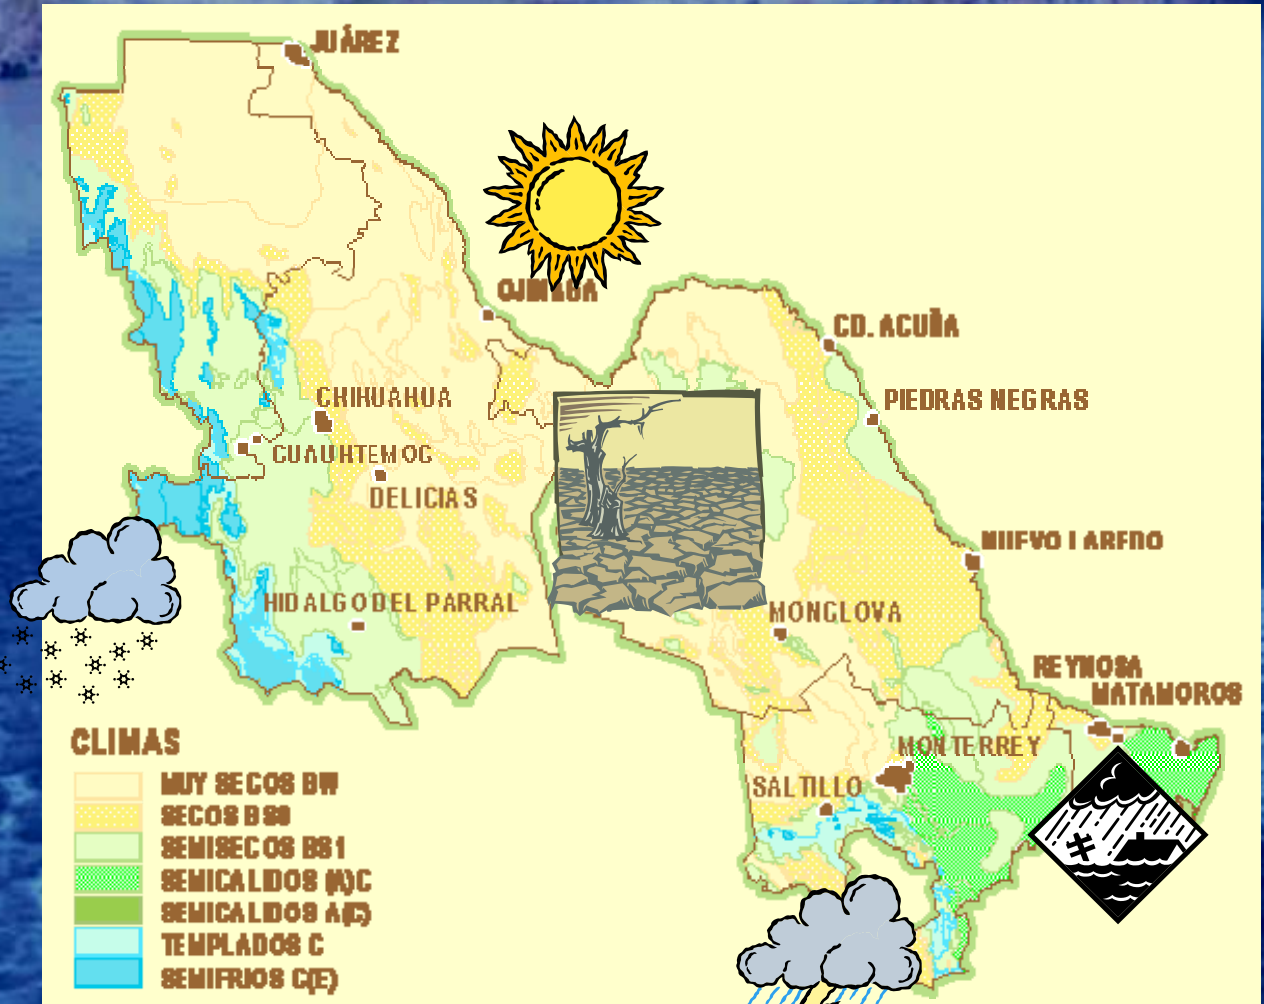 JUÁREZ
OJINAGA
CD. ACUÑA
CHIHUAHUA
PIEDRAS NEGRAS
CUAUHTEMOC
DELICIAS
NUEVO LAREDO
HIDALGO DEL PARRAL
MONCLOVA
REYNOSA
MATAMOROS
MONTERREY
SALTILLO
CLIMAS
MUY SECOS BW
SECOS BS0
SEMISECOS BS1
SEMICALIDOS (A)C
SEMICALIDOS A(C)
TEMPLADOS C
SEMIFRIOS C(E)